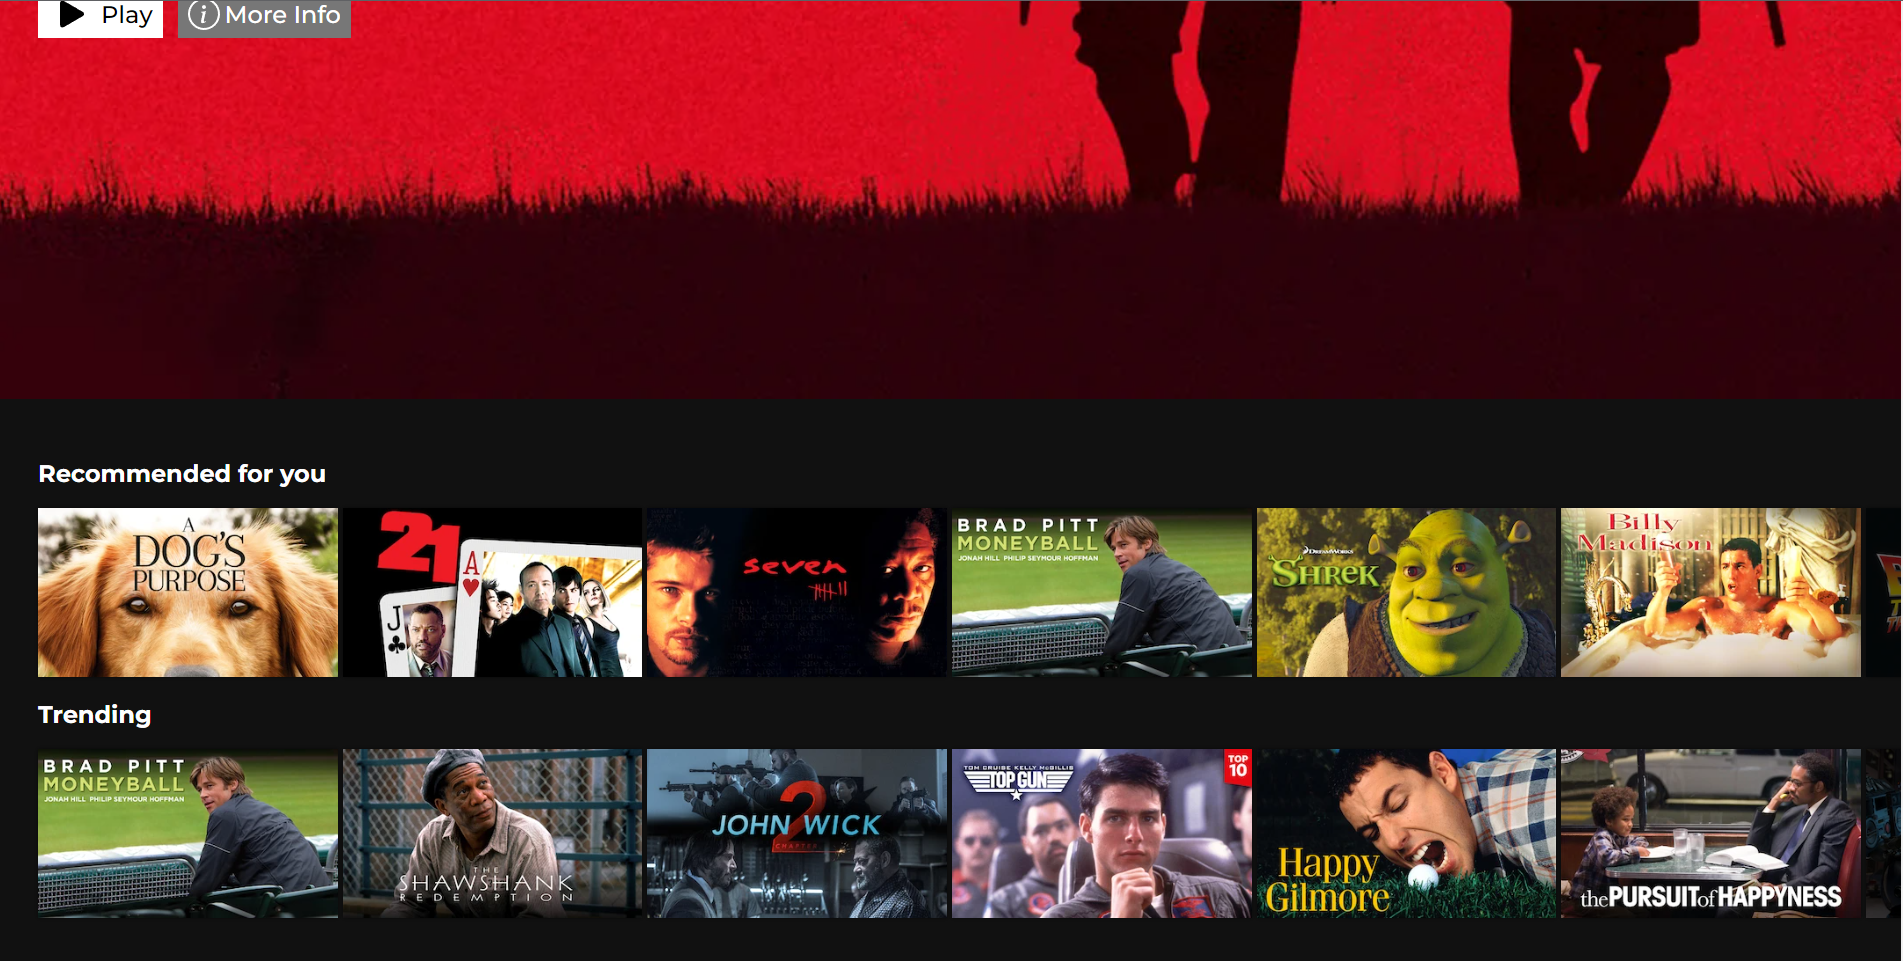 Play
More Info
Recommended for you
A
DOG'S
PURPOSE
21
A
J
seven
BRAD PITT
MONEYBALL
JONAH HILL PHILIP SEYMOUR HOFFMAN
DREAMWORKS
SHREK
Billy
Madison
Trending
BRAD PITT
MONEYBALL
JONAH HILL PHILIP SEYMOUR HOFFMAN
THE
SHAWSHANK
REDEMPTION
2
JOHN WICK
CHAPTER
TOM CRUISE KELLY McGILLIS
TOP GUN
TOP
10
Happy
Gilmore
the PURSUIT of HAPPYNESS